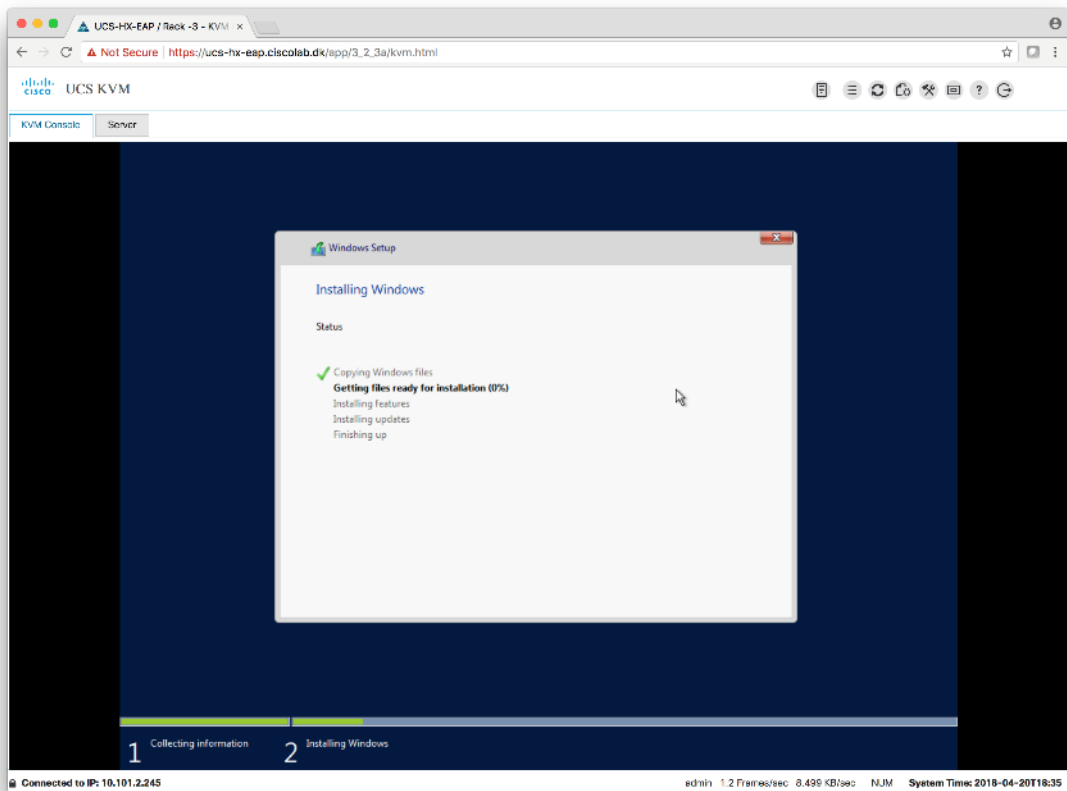 UCS-HX-EAP / Rack -3 - KVM ×
Not Secure | https://ucs-hx-eap.ciscolab.dk/app/3_2_3a/kvm.html
cisco UCS KVM
KVM Console Server
Windows Setup
Installing Windows
Status
Copying Windows files
Getting files ready for installation (0%)
Installing features
Installing updates
Finishing up
1 Collecting information 2 Installing Windows
Connected to IP: 10.101.2.245 admin 1.2 Frames/sec 8.499 KB/sec NUM System Time: 2018-04-20T18:35